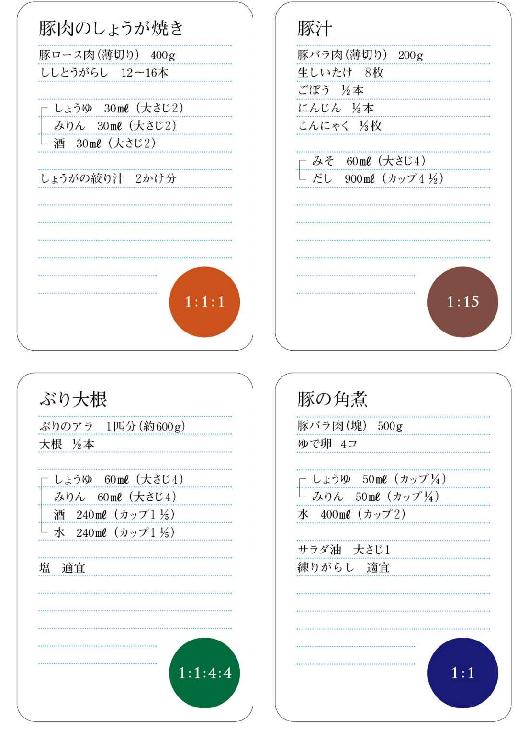 豚肉のしょうが焼き
豚ロース肉(薄切り) 400g
ししとうがらし 12−16本
しょうゆ 30mℓ(大さじ2)
みりん 30mℓ(大さじ2)
酒 30mℓ(大さじ2)
しょうがの絞り汁 2かけ分
1:1:1
豚汁
豚バラ肉(薄切り) 200g
生しいたけ 8枚
ごぼう ½本
にんじん ½本
こんにゃく ½枚
みそ 60mℓ(大さじ4)
だし 900mℓ(カップ4½)
1:15
ぶり大根
ぶりのアラ 1匹分(約600g)
大根 ½本
しょうゆ 60mℓ(大さじ4)
みりん 60mℓ(大さじ4)
酒 240mℓ(カップ1⅕)
水 240mℓ(カップ1⅕)
塩 適宜
1:1:4:4
豚の角煮
豚バラ肉(塊) 500g
ゆで卵 4コ
しょうゆ 50mℓ(カップ¼)
みりん 50mℓ(カップ¼)
水 400mℓ(カップ2)
サラダ油 大さじ1
練りがらし 適宜
1:1